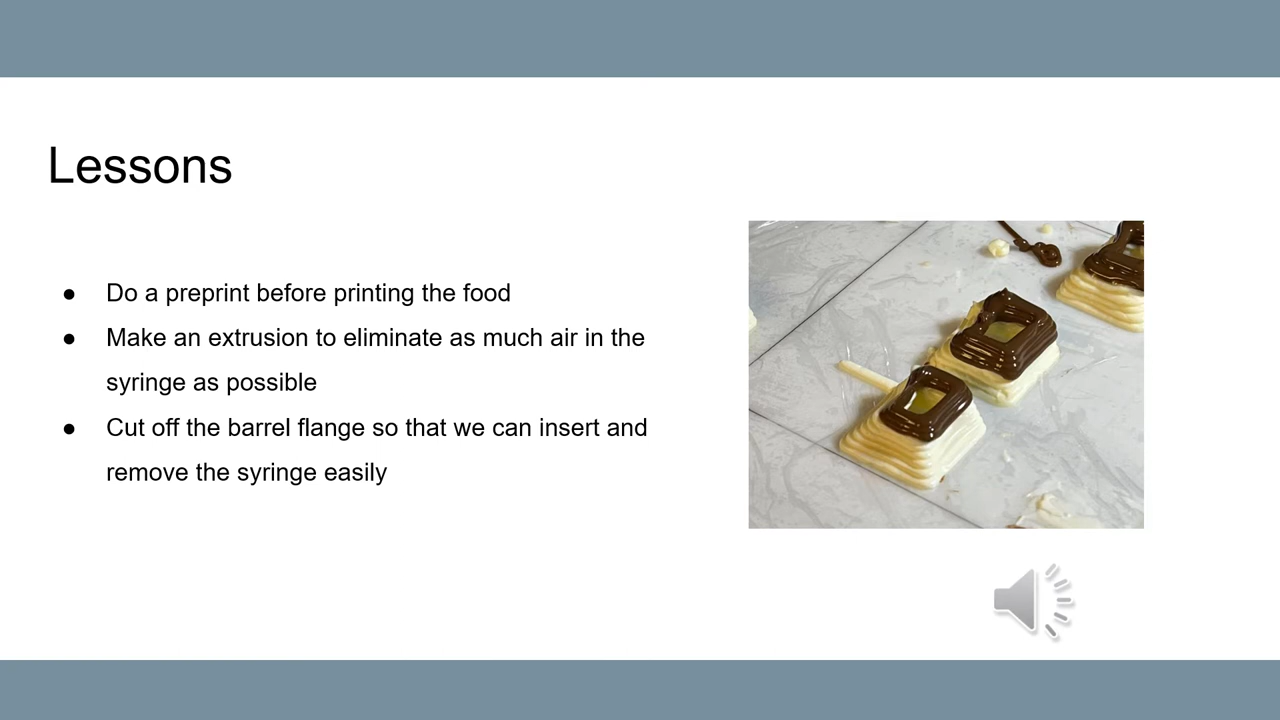 Lessons
● Do a preprint before printing the food
● Make an extrusion to eliminate as much air in the
syringe as possible
● Cut off the barrel flange so that we can insert and
remove the syringe easily